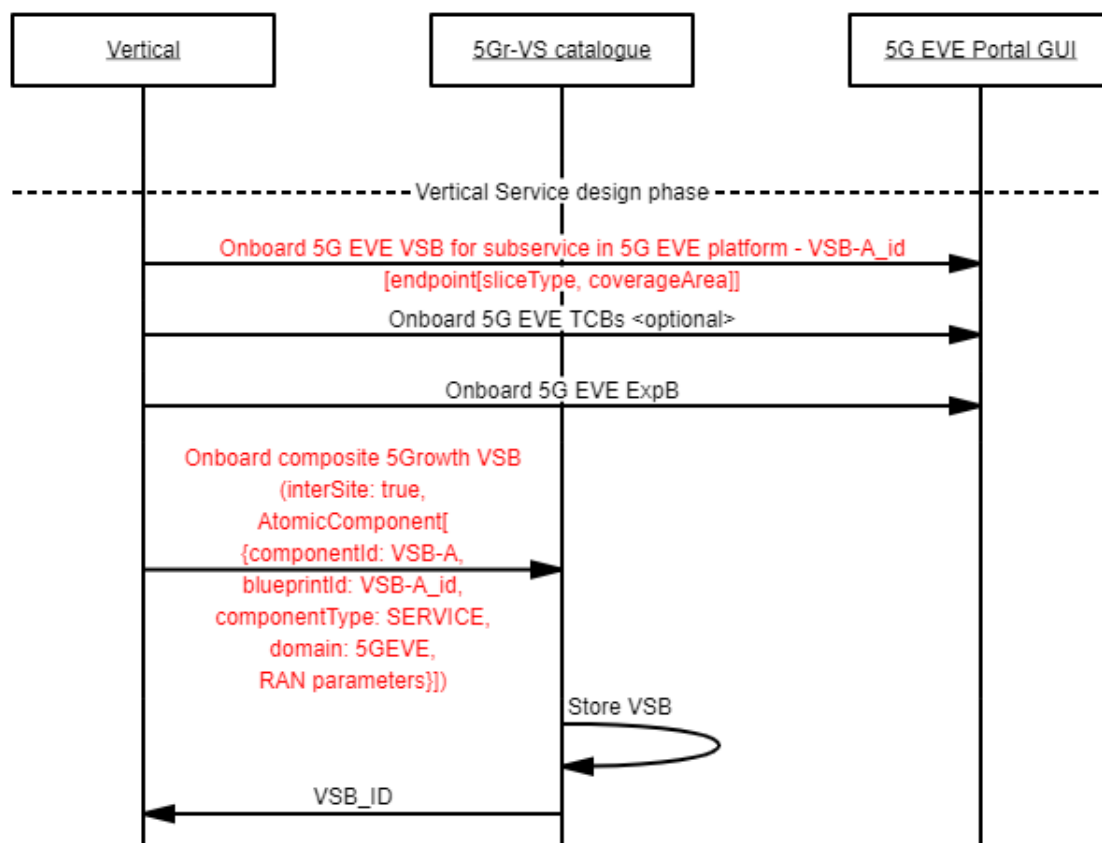 Vertical
5Gr-VS catalogue
5G EVE Portal GUI
Vertical Service design phase
Onboard 5G EVE VSB for subservice in 5G EVE platform - VSB-A_id
[endpoint[sliceType, coverageArea]]
Onboard 5G EVE TCBs <optional>
Onboard 5G EVE ExpB
Onboard composite 5Growth VSB
(interSite: true,
AtomicComponent[
{componentId: VSB-A,
blueprintId: VSB-A_id,
componentType: SERVICE,
domain: 5GEVE,
RAN parameters}])
Store VSB
VSB_ID